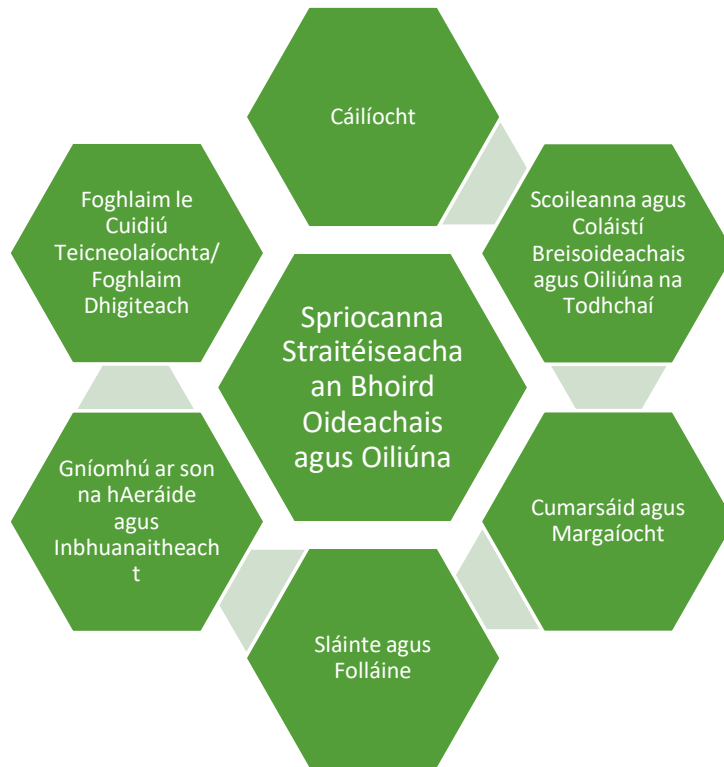 Cáilíocht
Scoileanna agus
Coláistí
Breisoideachais
agus Oiliúna na
Todhchaí
Cumarsáid agus
Margaíocht
Sláinte agus
Folláine
Gníomhú ar son
na hAeráide
agus
Inbhuanaitheach
t
Foghlaim le
Cuidiú
Teicneolaíochta/
Foghlaim
Dhigiteach
Spriocanna
Straitéiseacha
an Bhoird
Oideachais
agus Oiliúna